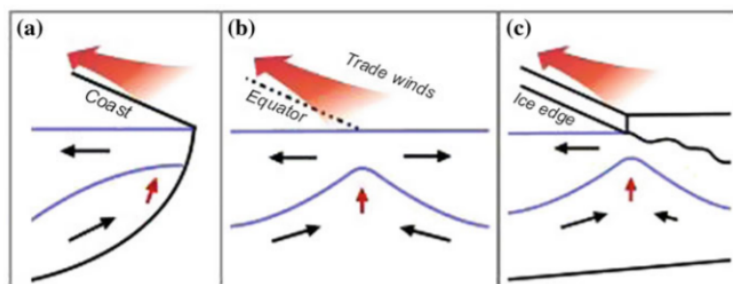 (a)
Coast
(b)
Trade winds
Equator
(c)
Ice edge